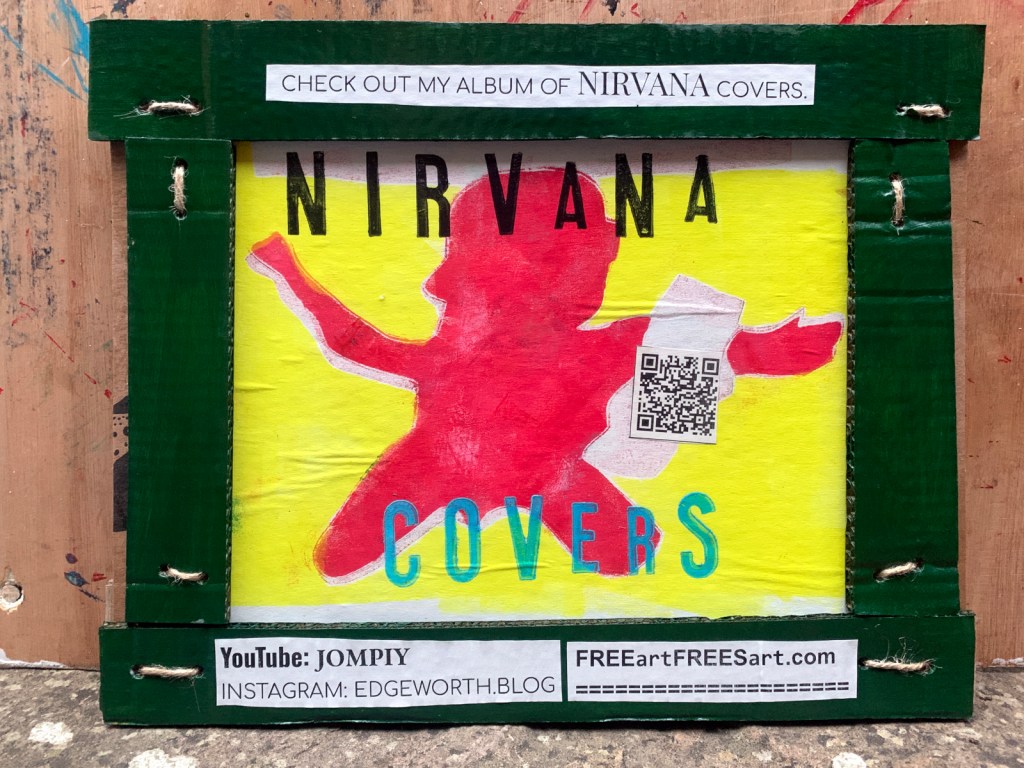 CHECK OUT MY ALBUM OF NIRVANA COVERS.
NIRVANA
COVERS
YouTube: JOMPIY
INSTAGRAM: EDGEWORTH.BLOG
FREEartFREESart.com
====================